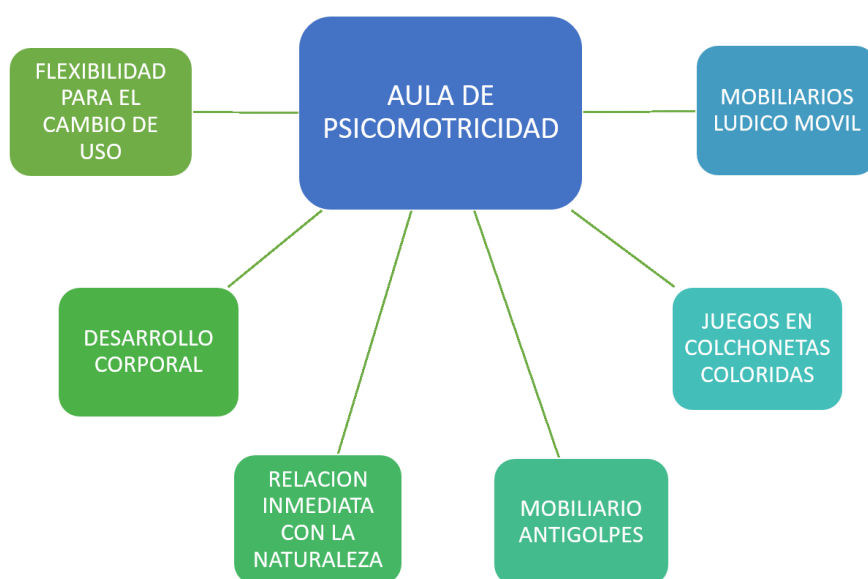 AULA DE
PSICOMOTRICIDAD
FLEXIBILIDAD
PARA EL
CAMBIO DE
USO
MOBILIARIOS
LUDICO MOVIL
DESARROLLO
CORPORAL
JUEGOS EN
COLCHONETAS
COLORIDAS
RELACION
INMEDIATA
CON LA
NATURALEZA
MOBILIARIO
ANTIGOLPES